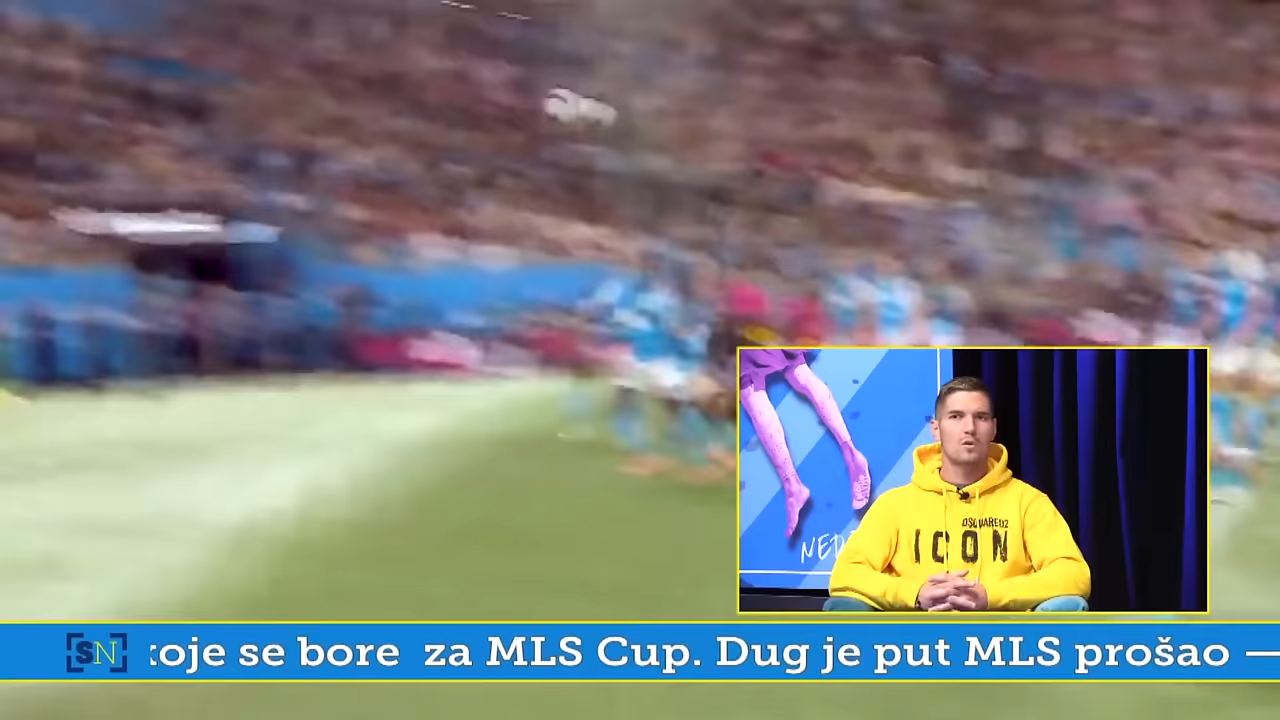 DSQUARED2
ICON
SN
koje se bore za MLS Cup. Dug je put MLS prošao —